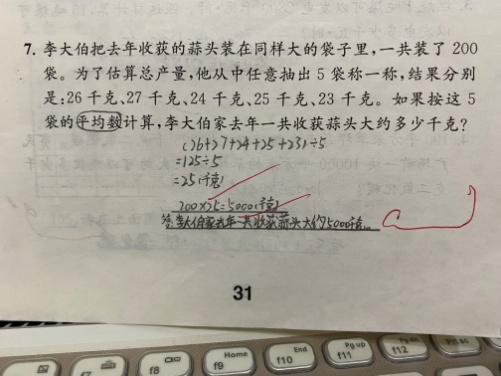 7. 李大伯把去年收获的蒜头装在同样大的袋子里,一共装了 200
袋。为了估算总产量,他从中任意抽出 5 袋称一称,结果分别
是:26 千克、27 千克、24 千克、25 千克、23 千克。如果按这 5
袋的平均数计算,李大伯家去年一共收获蒜头大约多少千克?
(26+27+24+25+23)÷5
=125÷5
=25(千克)
200×25=5000(千克)
答:李大伯家去年一共收获蒜头大约5000千克。
31
f7
f8
Home
f9
End
f10
Pg up
f11
f12